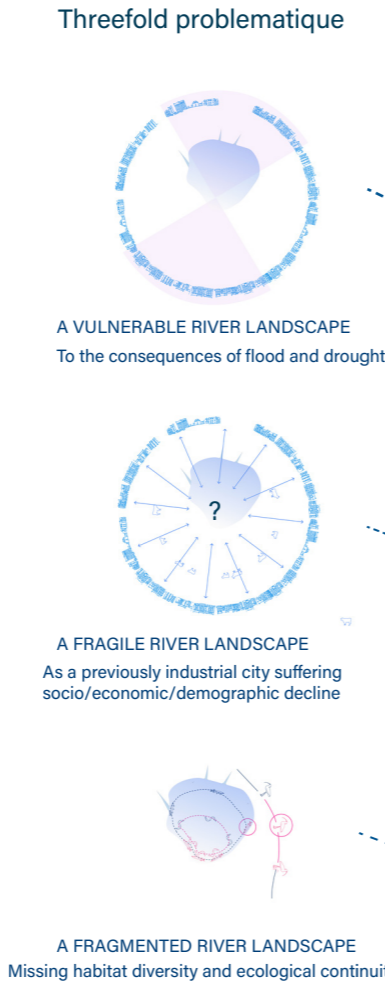 Threefold problematique
A VULNERABLE RIVER LANDSCAPE
To the consequences of flood and drought
?
A FRAGILE RIVER LANDSCAPE
As a previously industrial city suffering
socio/economic/demographic decline
A FRAGMENTED RIVER LANDSCAPE
Missing habitat diversity and ecological continuit